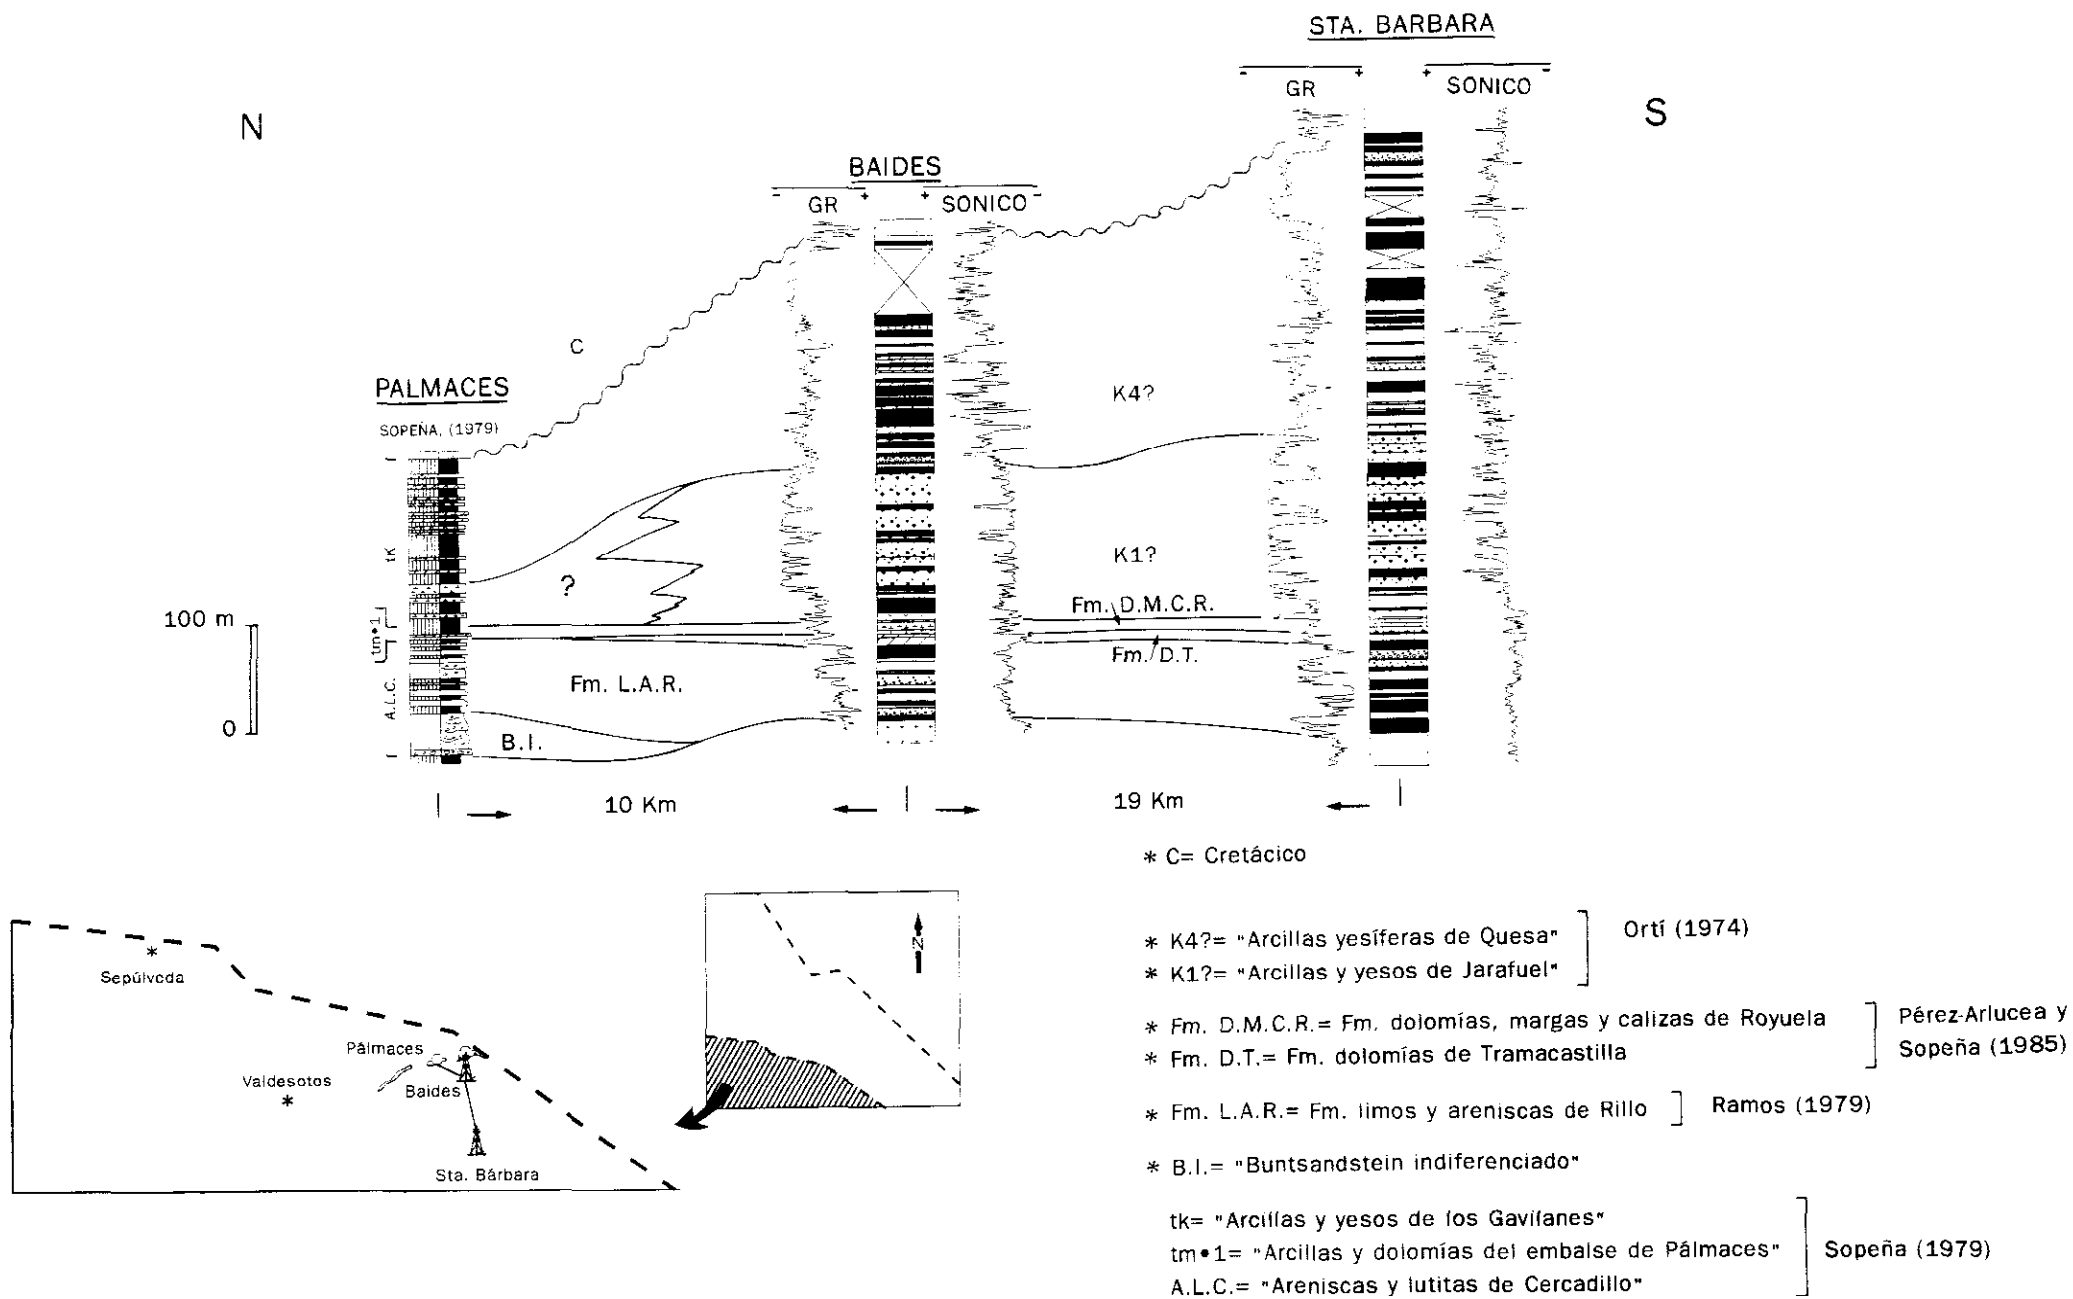 STA. BARBARA
- + + -
GR SONICO
N S
BAIDES
- + + -
GR SONICO
C
PALMACES
SOPEÑA, (1979)
K4?
tK
?
K1?
Fm. D.M.C.R.
100 m
tm•1
Fm. D.T.
Fm. L.A.R.
A.L.C.
0
B.I.
10 Km 19 Km
* C= Cretácico
* K4?= "Arcillas yesíferas de Quesa"
* K1?= "Arcillas y yesos de Jarafuel"
Ortí (1974)
* Fm. D.M.C.R.= Fm. dolomías, margas y calizas de Royuela
* Fm. D.T.= Fm. dolomías de Tramacastilla
Pérez-Arlucea y
Sopeña (1985)
* Fm. L.A.R.= Fm. limos y areniscas de Rillo
Ramos (1979)
* B.I.= "Buntsandstein indiferenciado"
tk= "Arcillas y yesos de los Gavilanes"
tm•1= "Arcillas y dolomías del embalse de Pálmaces"
A.L.C.= "Areniscas y lutitas de Cercadillo"
Sopeña (1979)
N
* Sepúlveda
Pálmaces
Valdesotos
*
Baides
Sta. Bárbara